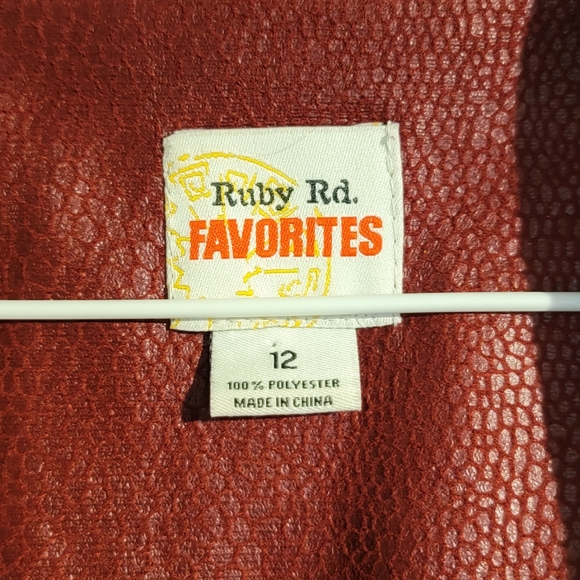 Ruby Rd.
FAVORITES
12
100% POLYESTER
MADE IN CHINA